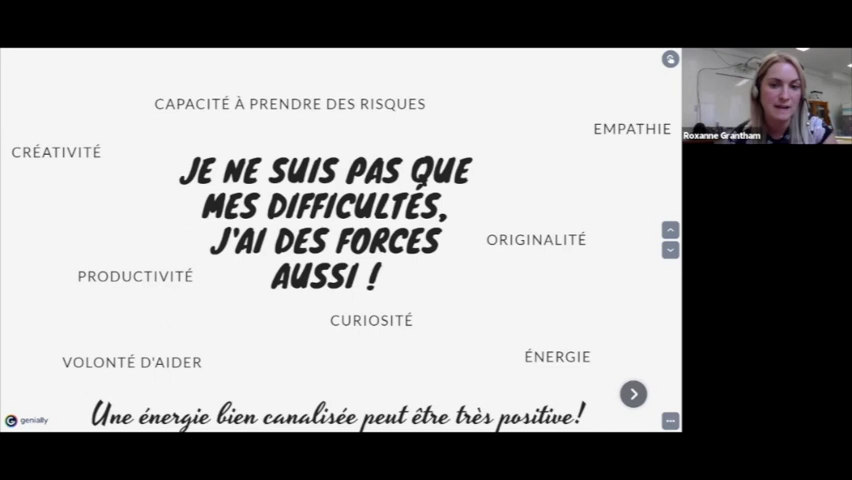 CAPACITÉ À PRENDRE DES RISQUES
EMPATHIE
Roxanne Grantham
CRÉATIVITÉ
JE NE SUIS PAS QUE
MES DIFFICULTÉS,
J'AI DES FORCES
AUSSI !
ORIGINALITÉ
PRODUCTIVITÉ
CURIOSITÉ
VOLONTÉ D'AIDER
ÉNERGIE
Une énergie bien canalisée peut être très positive!
genially